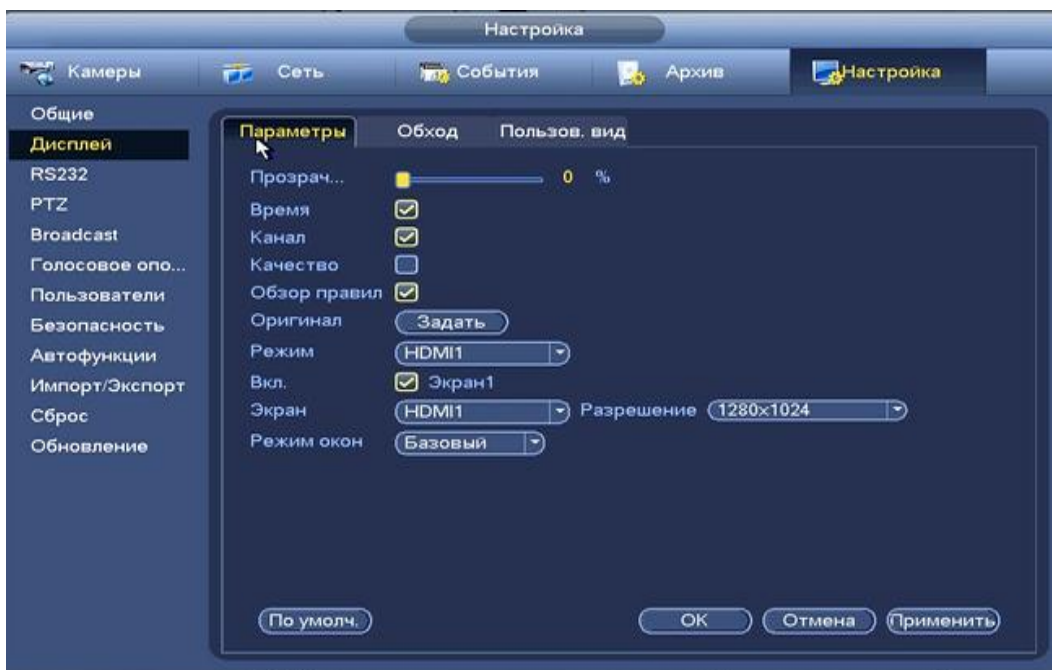 Настройка
Камеры Сеть События Архив Настройка
Общие
Дисплей
RS232
PTZ
Broadcast
Голосовое опо...
Пользователи
Безопасность
Автофункции
Импорт/Экспорт
Сброс
Обновление
Параметры Обход Пользов. вид
Прозрач... 0 %
Время
Канал
Качество
Обзор правил
Оригинал Задать
Режим HDMI1
Вкл. Экран1
Экран HDMI1 Разрешение 1280x1024
Режим окон Базовый
По умолч. OK Отмена Применить